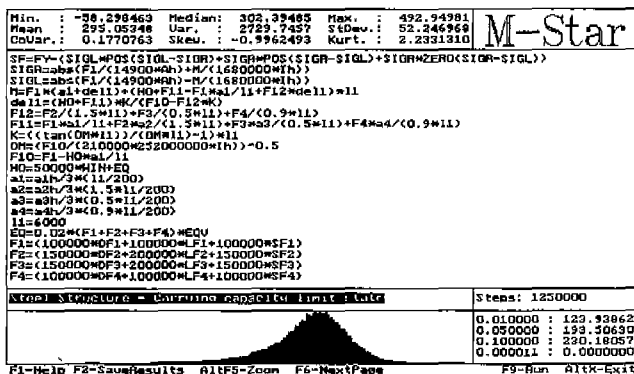 Min. : -58.298463 Median: 302.39485 Max. : 492.94981
Mean : 295.05348 Var. : 2729.7457 StDev.: 52.246968
CoVar.: 0.1770763 Skew. : -0.9962493 Kurt. : 2.2331310
M-Star
SF=FY-(SIGL*POS(SIGL-SIGR)+SIGR*POS(SIGR-SIGL)+SIGR*ZERO(SIGR-SIGL))
SIGR=abs(F1/(14900*Ah)+M/(1680000*Ih))
SIGL=abs(F1/(14900*Ah)-M/(1680000*Ih))
M=F1*(a1+del1)+(H0+F11-F1*a1/l1+F12*del1)*l1
del1=(H0+F11)*K/(F10-F12*K)
F12=F2/(1.5*l1)+F3/(0.5*l1)+F4/(0.9*l1)
F11=F1*a1/l1+F2*a2/(1.5*l1)+F3*a3/(0.5*l1)+F4*a4/(0.9*l1)
K=((tan(OM*l1))/(OM*l1)-1)*l1
OM=(F10/(210000*252000000*Ih))^0.5
F10=F1-H0*a1/l1
H0=50000*WIN+EQ
a1=a1h/3*(l1/200)
a2=a2h/3*(1.5*l1/200)
a3=a3h/3*(0.5*l1/200)
a4=a4h/3*(0.9*l1/200)
l1=6000
EQ=0.02*(F1+F2+F3+F4)*EQV
F1=(100000*DF1+100000*LF1+100000*SF1)
F2=(150000*DF2+200000*LF2+150000*SF2)
F3=(150000*DF3+200000*LF3+150000*SF3)
F4=(100000*DF4+100000*LF4+100000*SF4)
Steel Structure - Carrying capacity limit state
Steps: 1250000
0.010000 : 123.93862
0.050000 : 193.50630
0.100000 : 230.18057
0.000011 : 0.0000000
F1-Help F2-SaveResults AltF5-Zoom F6-NextPage F9-Run AltX-Exit